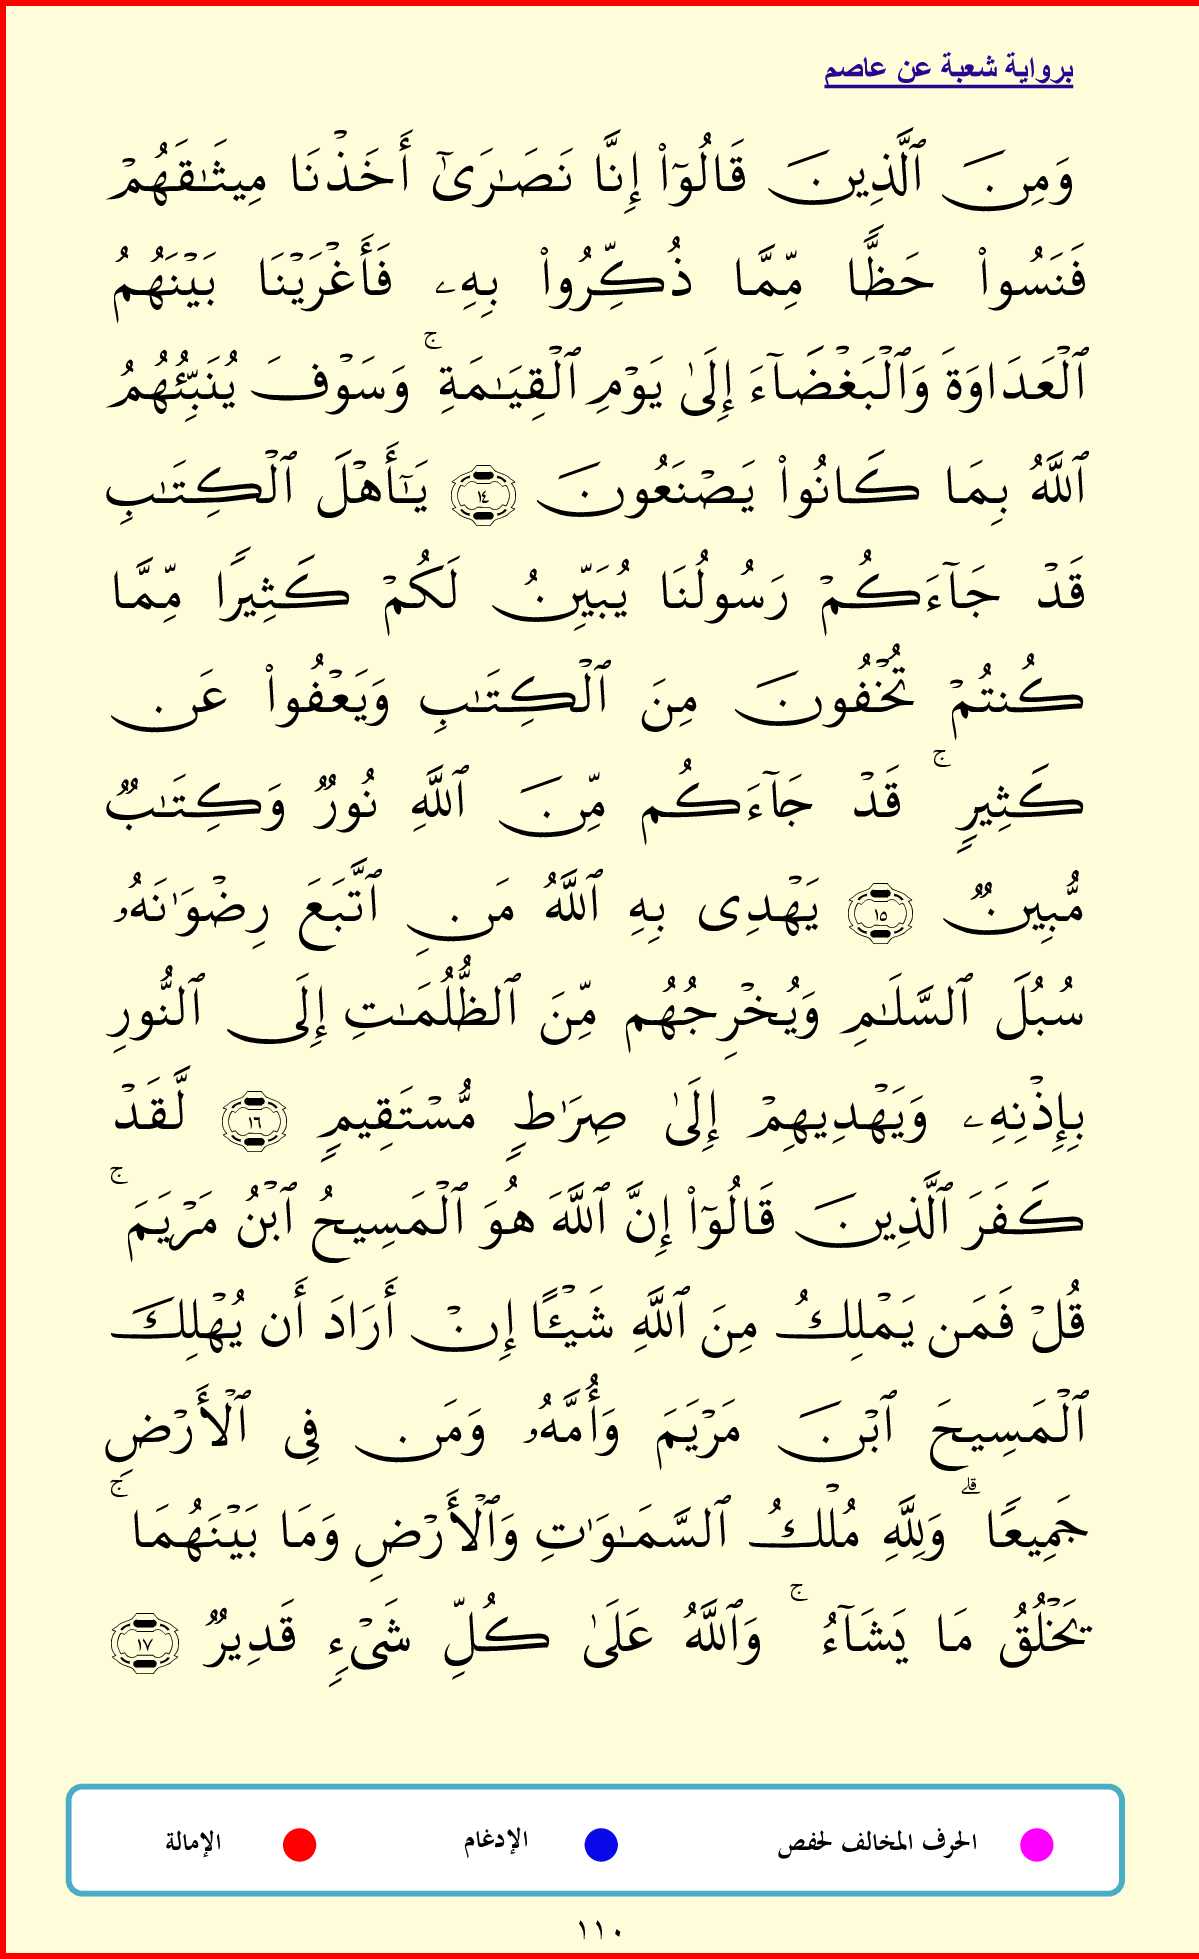 برواية شعبة عن عاصم
وَمِنَ ٱلَّذِينَ قَالُوٓاْ إِنَّا نَصَٰرَىٰٓ أَخَذْنَا مِيثَٰقَهُمْ
فَنَسُواْ حَظًّا مِّمَّا ذُكِّرُواْ بِهِۦ فَأَغْرَيْنَا بَيْنَهُمُ
ٱلْعَدَاوَةَ وَٱلْبَغْضَآءَ إِلَىٰ يَوْمِ ٱلْقِيَٰمَةِ ۚ وَسَوْفَ يُنَبِّئُهُمُ
ٱللَّهُ بِمَا كَانُواْ يَصْنَعُونَ ١٤ يَٰٓأَهْلَ ٱلْكِتَٰبِ
قَدْ جَآءَكُمْ رَسُولُنَا يُبَيِّنُ لَكُمْ كَثِيرًا مِّمَّا
كُنتُمْ تُخْفُونَ مِنَ ٱلْكِتَٰبِ وَيَعْفُواْ عَن
كَثِيرٍ ۚ قَدْ جَآءَكُم مِّنَ ٱللَّهِ نُورٌ وَكِتَٰبٌ
مُّبِينٌ ١٥ يَهْدِى بِهِ ٱللَّهُ مَنِ ٱتَّبَعَ رِضْوَٰنَهُۥ
سُبُلَ ٱلسَّلَٰمِ وَيُخْرِجُهُم مِّنَ ٱلظُّلُمَٰتِ إِلَى ٱلنُّورِ
بِإِذْنِهِۦ وَيَهْدِيهِمْ إِلَىٰ صِرَٰطٍ مُّسْتَقِيمٍ ١٦ لَّقَدْ
كَفَرَ ٱلَّذِينَ قَالُوٓاْ إِنَّ ٱللَّهَ هُوَ ٱلْمَسِيحُ ٱبْنُ مَرْيَمَ ۚ
قُلْ فَمَن يَمْلِكُ مِنَ ٱللَّهِ شَيْـًٔا إِنْ أَرَادَ أَن يُهْلِكَ
ٱلْمَسِيحَ ٱبْنَ مَرْيَمَ وَأُمَّهُۥ وَمَن فِى ٱلْأَرْضِ
جَمِيعًا ۗ وَلِلَّهِ مُلْكُ ٱلسَّمَٰوَٰتِ وَٱلْأَرْضِ وَمَا بَيْنَهُمَا ۚ
يَخْلُقُ مَا يَشَآءُ ۚ وَٱللَّهُ عَلَىٰ كُلِّ شَىْءٍ قَدِيرٌ ١٧
الحرف المخالف لحفص الإدغام الإمالة
١١٠